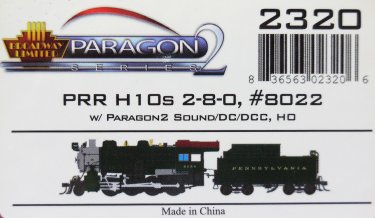 2320
BROADWAY
LIMITED
PARAGON 2
SERIES
8 36563 02320 6
PRR H10s 2-8-0, #8022
w/ Paragon2 Sound/DC/DCC, HO
PENNSYLVANIA
Made in China